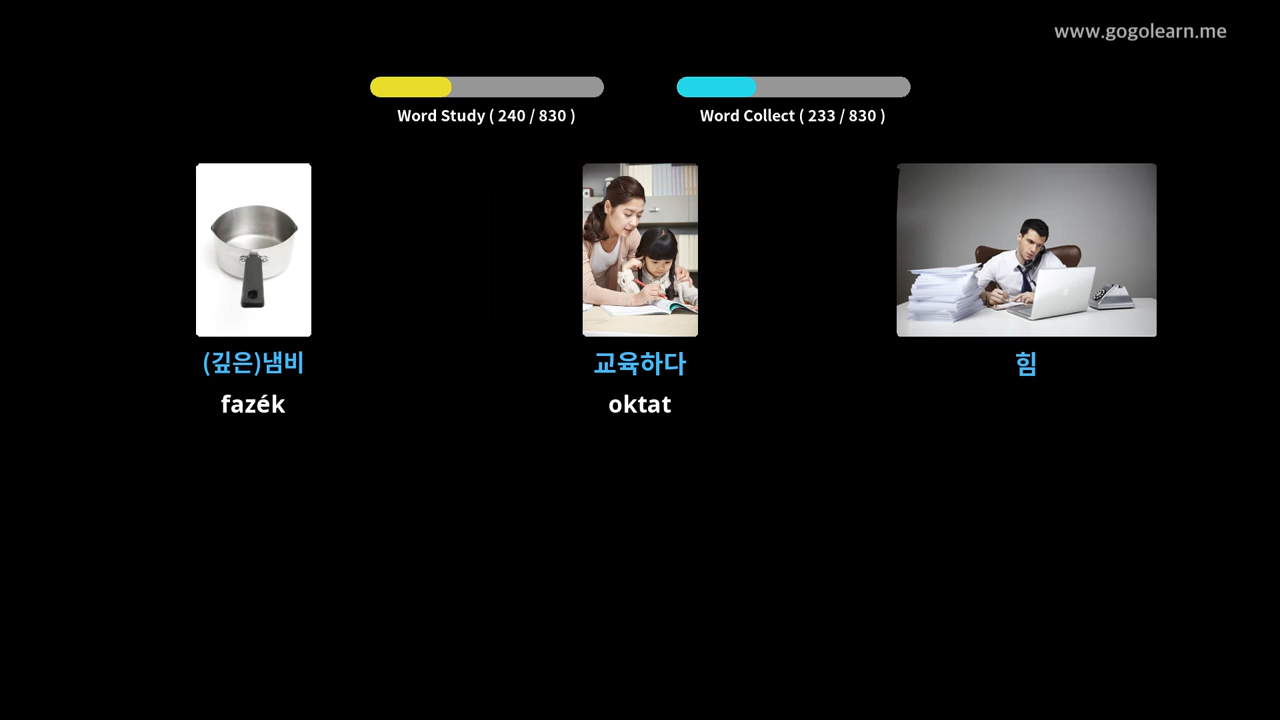 www.gogolearn.me
Word Study ( 240 / 830 )
Word Collect ( 233 / 830 )
(깊은)냄비
교육하다
힘
fazék
oktat